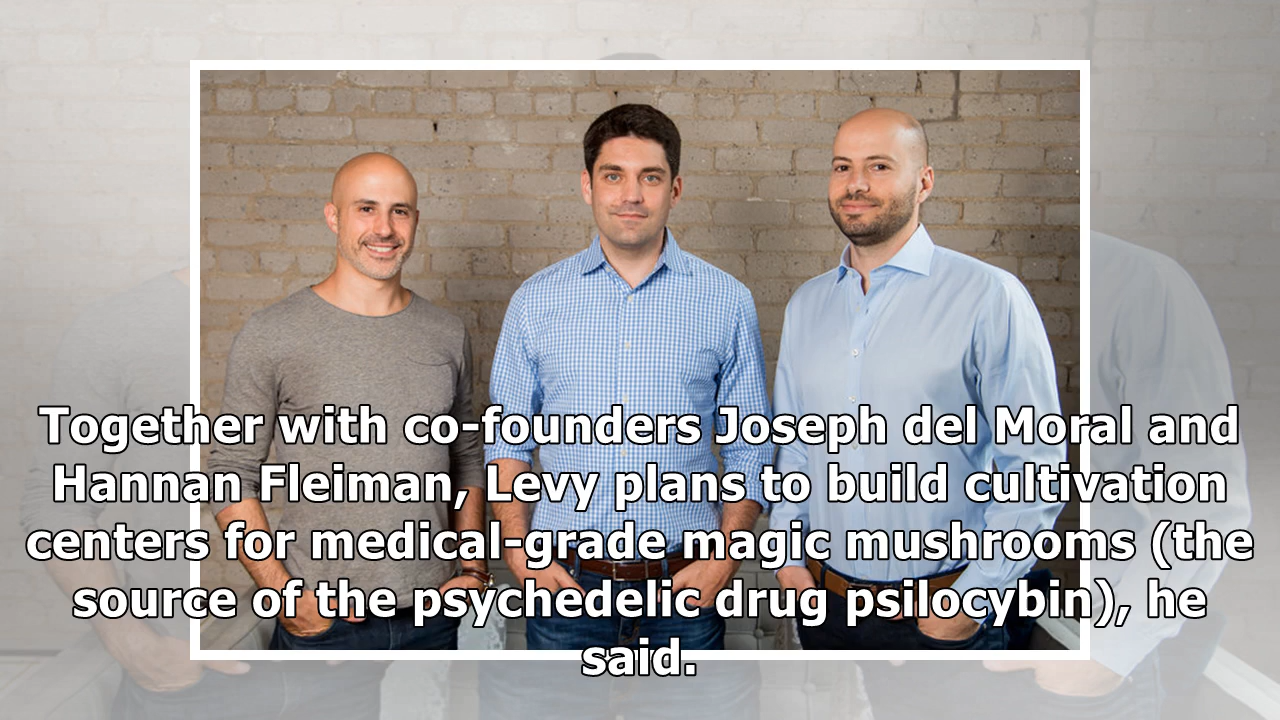 Together with co-founders Joseph del Moral and
Hannan Fleiman, Levy plans to build cultivation
centers for medical-grade magic mushrooms (the
source of the psychedelic drug psilocybin), he
said.